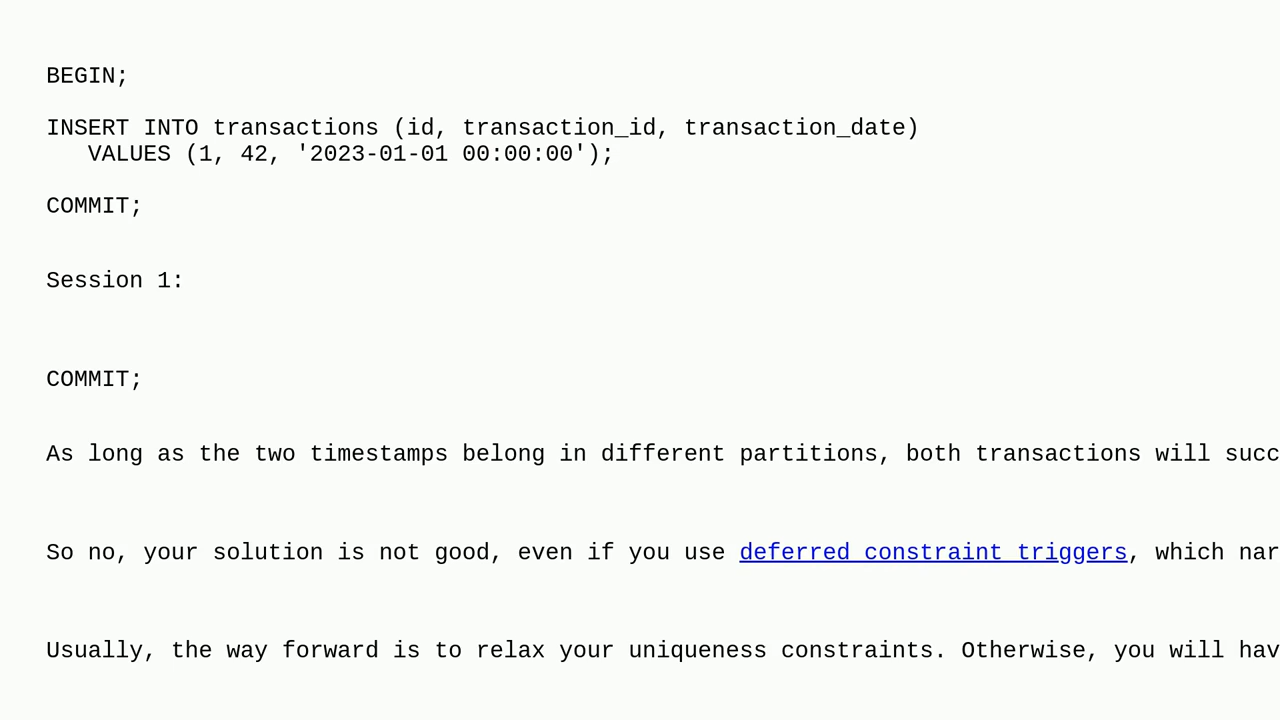 BEGIN;
INSERT INTO transactions (id, transaction_id, transaction_date)
   VALUES (1, 42, '2023-01-01 00:00:00');
COMMIT;
Session 1:
COMMIT;
As long as the two timestamps belong in different partitions, both transactions will
So no, your solution is not good, even if you use deferred constraint triggers, which
Usually, the way forward is to relax your uniqueness constraints. Otherwise, you will